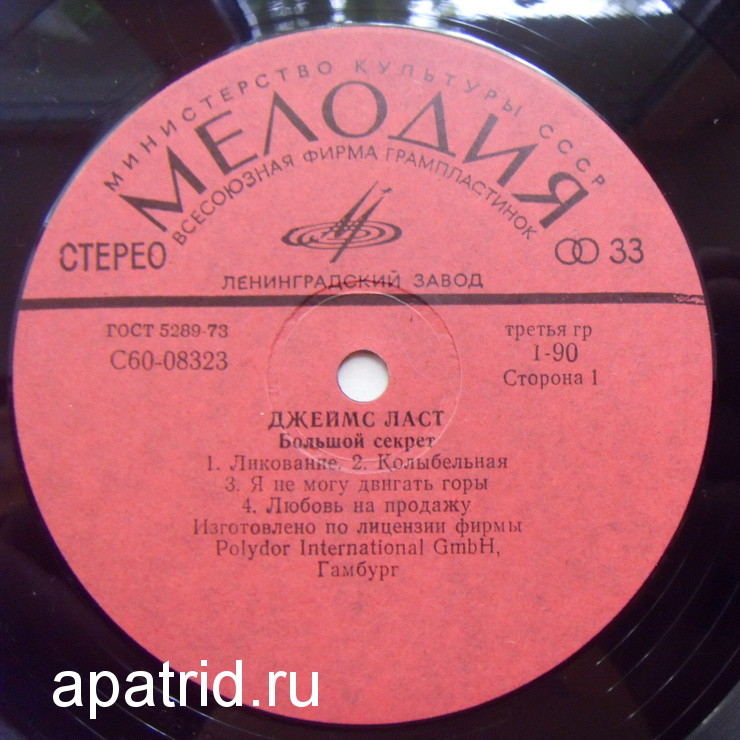 МИНИСТЕРСТВО КУЛЬТУРЫ СССР
МЕЛОДИЯ
ВСЕСОЮЗНАЯ ФИРМА ГРАМПЛАСТИНОК
СТЕРЕО
33
ЛЕНИНГРАДСКИЙ ЗАВОД
ГОСТ 5289-73
третья гр
С60-08323
1-90
Сторона 1
ДЖЕЙМС ЛАСТ
Большой секрет
1. Ликование. 2. Колыбельная
3. Я не могу двигать горы
4. Любовь на продажу
Изготовлено по лицензии фирмы
Polydor International GmbH,
Гамбург
apatrid.ru